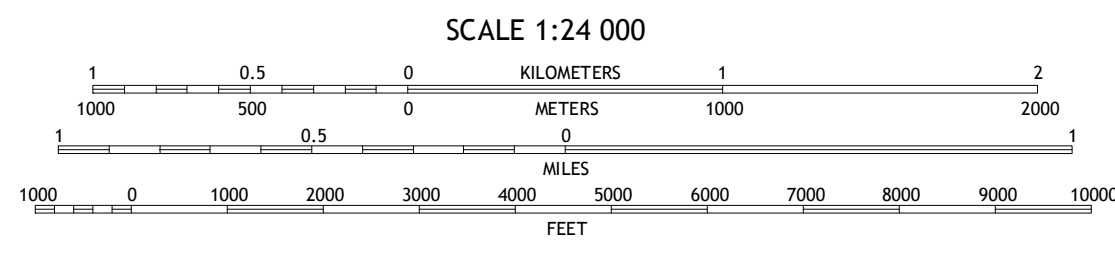 SCALE 1:24 000
1 0.5 0 KILOMETERS 1 2
1000 500 0 METERS 1000 2000
1 0.5 0 1
MILES
1000 0 1000 2000 3000 4000 5000 6000 7000 8000 9000 10000
FEET